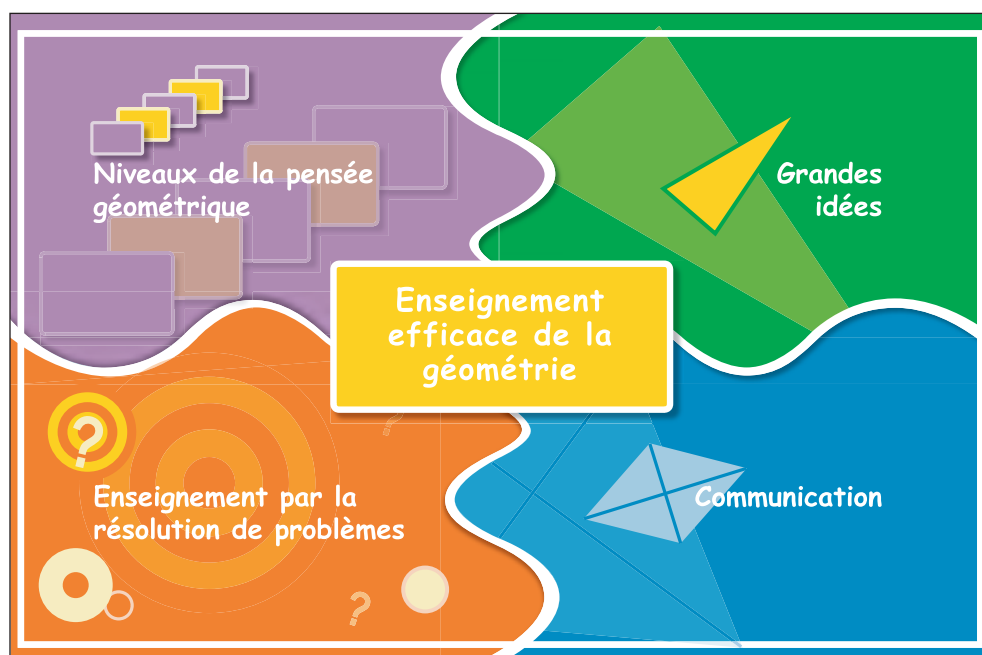 Niveaux de la pensée
géométrique
Grandes
idées
Enseignement
efficace de la
géométrie
?
?
Enseignement par la
résolution de problèmes
Communication
?